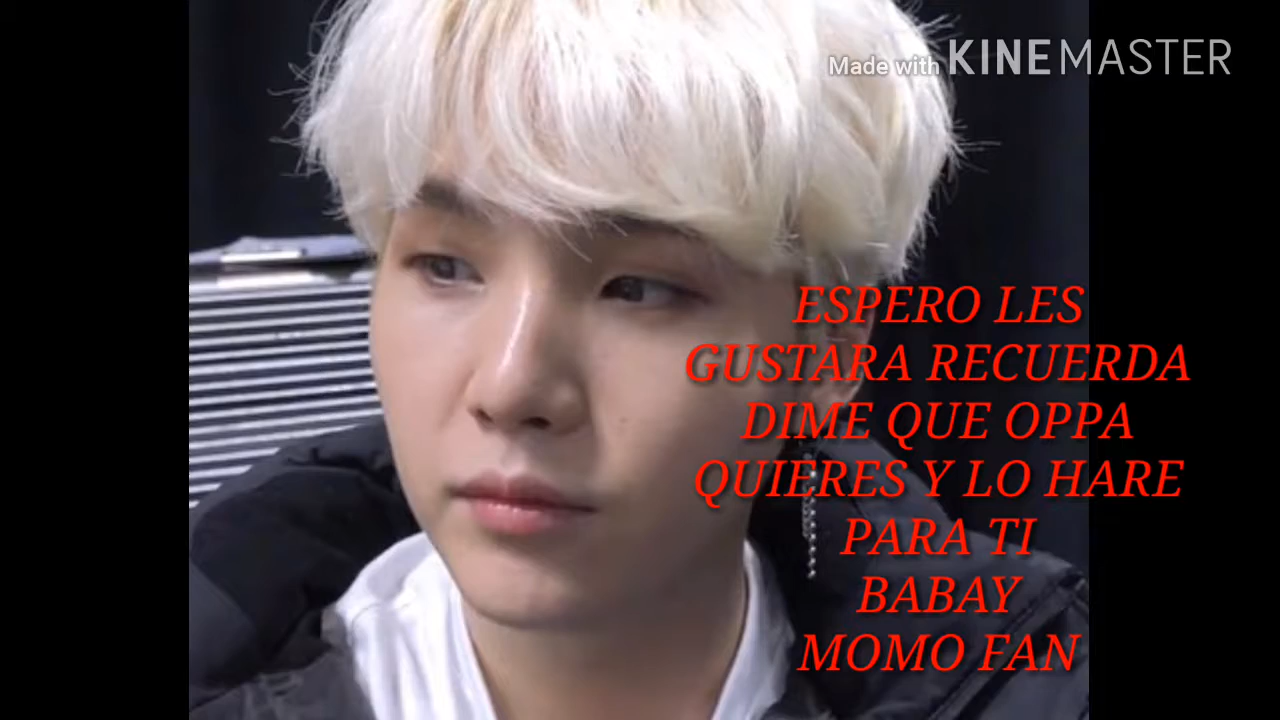 Made with KINEMASTER
ESPERO LES
GUSTARA RECUERDA
DIME QUE OPPA
QUIERES Y LO HARE
PARA TI
BABAY
MOMO FAN